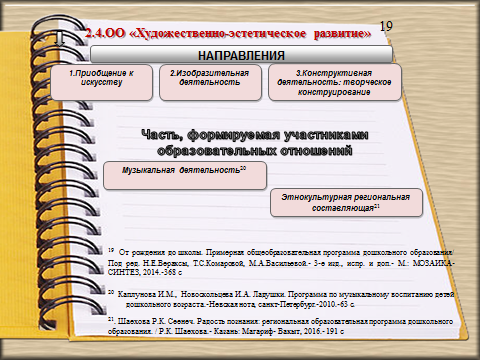 19
2.4.ОО «Художественно-эстетическое развитие»
НАПРАВЛЕНИЯ
1.Приобщение к
искусству
2.Изобразительная
деятельность
3.Конструктивная
деятельность: творческое
конструирование
Часть, формируемая участниками
образовательных отношений
Музыкальная деятельность20
Этнокультурная региональная
составляющая21
19 От рождения до школы. Примерная общеобразовательная программа дошкольного образования/
Под ред. Н.Е.Вераксы, Т.С.Комаровой, М.А.Васильевой.- 3-е изд., испр. и доп.- М.: МОЗАИКА-
СИНТЕЗ, 2014.-368 с.
20 Каплунова И.М., Новоскольцева И.А. Ладушки. Программа по музыкальному воспитанию детей
дошкольного возраста.-Невская нота, санкт-Петербург.-2010.-63 с.
21. Шаехова Р.К. Сөенеч. Радость познания: региональная образовательная программа дошкольного
образования. / Р.К. Шаехова.- Казань: Магариф- Вакыт, 2016.-191 с